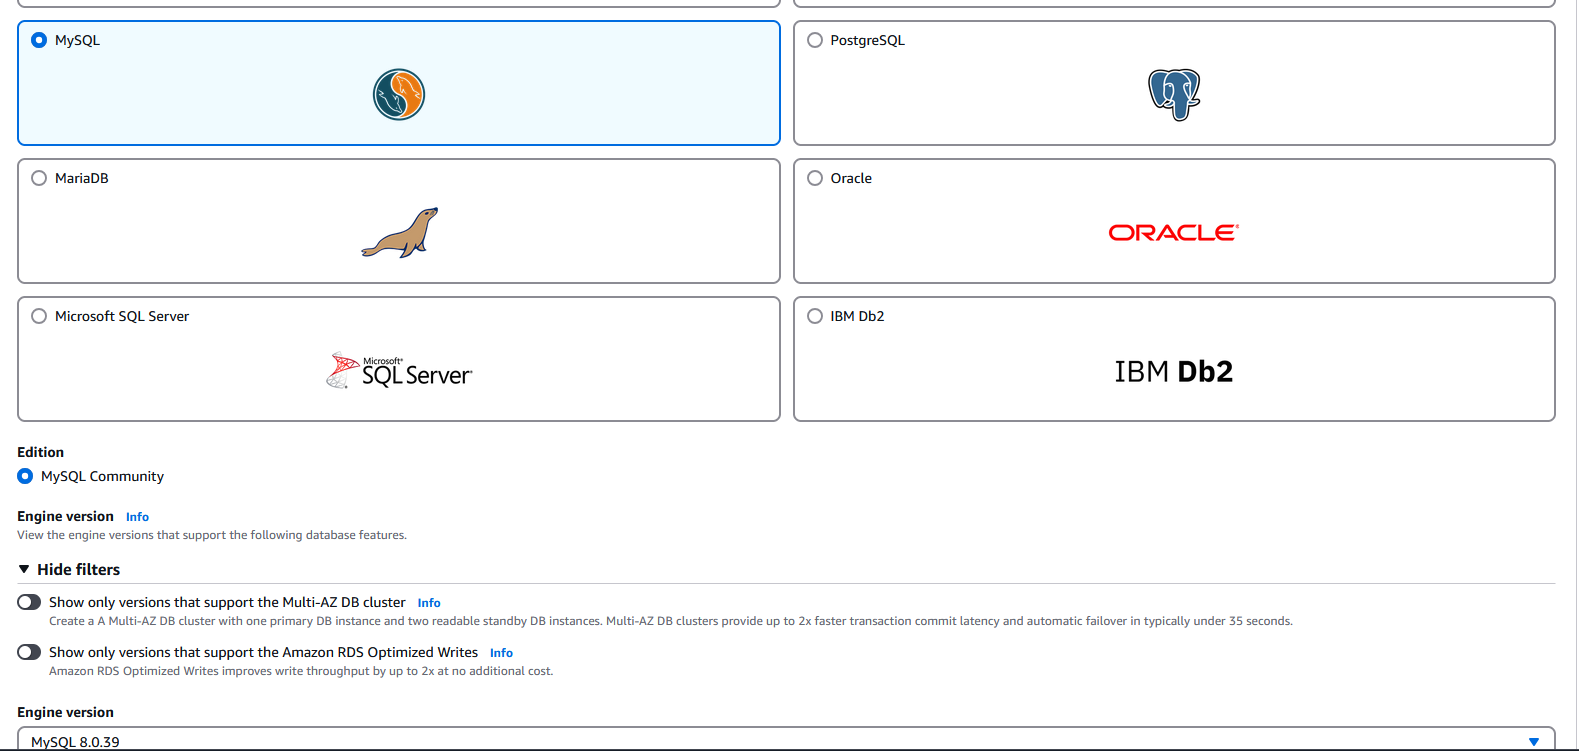 MySQL
PostgreSQL
MariaDB
Oracle
ORACLE®
Microsoft SQL Server
IBM Db2
Microsoft®
SQL Server®
IBM Db2
Edition
MySQL Community
Engine version Info
View the engine versions that support the following database features.
Hide filters
Show only versions that support the Multi-AZ DB cluster Info
Create a A Multi-AZ DB cluster with one primary DB instance and two readable standby DB instances. Multi-AZ DB clusters provide up to 2x faster transaction commit latency and automatic failover in typically under 35 seconds.
Show only versions that support the Amazon RDS Optimized Writes Info
Amazon RDS Optimized Writes improves write throughput by up to 2x at no additional cost.
Engine version
MySQL 8.0.39